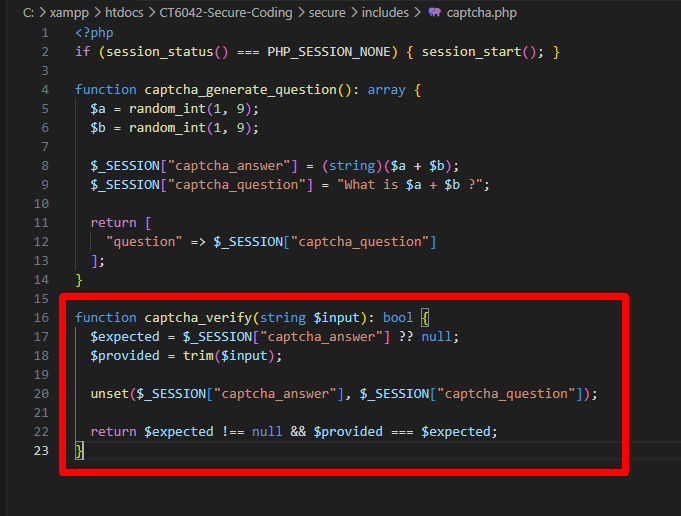 C: > xampp > htdocs > CT6042-Secure-Coding > secure > includes > captcha.php
1 <?php
2 if (session_status() === PHP_SESSION_NONE) { session_start(); }
3
4 function captcha_generate_question(): array {
5 $a = random_int(1, 9);
6 $b = random_int(1, 9);
7
8 $_SESSION["captcha_answer"] = (string)($a + $b);
9 $_SESSION["captcha_question"] = "What is $a + $b ?";
10
11 return [
12 "question" => $_SESSION["captcha_question"]
13 ];
14 }
15
16 function captcha_verify(string $input): bool {
17 $expected = $_SESSION["captcha_answer"] ?? null;
18 $provided = trim($input);
19
20 unset($_SESSION["captcha_answer"], $_SESSION["captcha_question"]);
21
22 return $expected !== null && $provided === $expected;
23 }